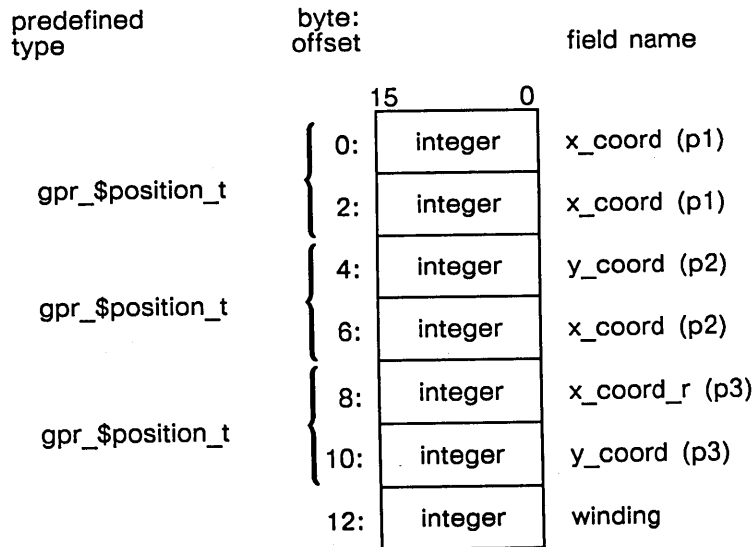 predefined type
byte: offset
field name
15 0
0: integer x_coord (p1)
gpr_$position_t
2: integer x_coord (p1)
4: integer y_coord (p2)
gpr_$position_t
6: integer x_coord (p2)
8: integer x_coord_r (p3)
gpr_$position_t
10: integer y_coord (p3)
12: integer winding